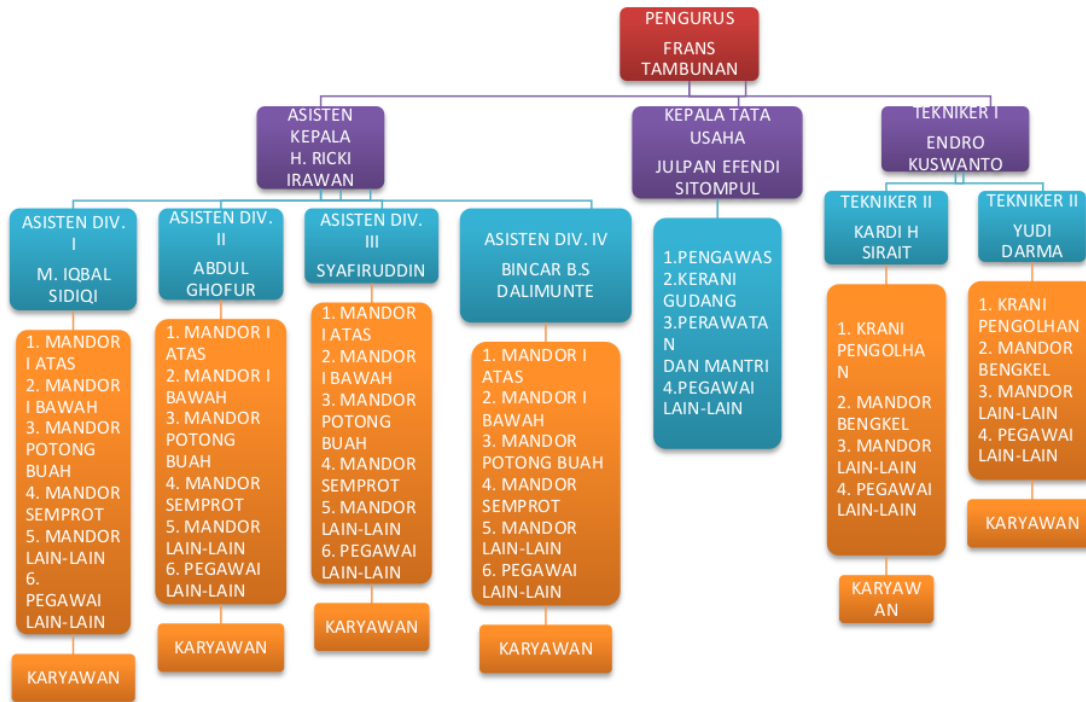 PENGURUS
FRANS
TAMBUNAN
ASISTEN
KEPALA
H. RICKI
IRAWAN
KEPALA TATA
USAHA
JULPAN EFENDI
SITOMPUL
TEKNIKER I
ENDRO
KUSWANTO
ASISTEN DIV.
I
M. IQBAL
SIDIQI
ASISTEN DIV.
II
ABDUL
GHOFUR
ASISTEN DIV.
III
SYAFIRUDDIN
ASISTEN DIV. IV
BINCAR B.S
DALIMUNTE
1.PENGAWAS
2.KERANI
GUDANG
3.PERAWATA
N
DAN MANTRI
4.PEGAWAI
LAIN-LAIN
TEKNIKER II
KARDI H
SIRAIT
TEKNIKER II
YUDI
DARMA
1. MANDOR
I ATAS
2. MANDOR
I BAWAH
3. MANDOR
POTONG
BUAH
4. MANDOR
SEMPROT
5. MANDOR
LAIN-LAIN
6.
PEGAWAI
LAIN-LAIN
1. MANDOR I
ATAS
2. MANDOR I
BAWAH
3. MANDOR
POTONG
BUAH
4. MANDOR
SEMPROT
5. MANDOR
LAIN-LAIN
6. PEGAWAI
LAIN-LAIN
1. MANDOR
I ATAS
2. MANDOR
I BAWAH
3. MANDOR
POTONG
BUAH
4. MANDOR
SEMPROT
5. MANDOR
LAIN-LAIN
6. PEGAWAI
LAIN-LAIN
1. MANDOR I
ATAS
2. MANDOR I
BAWAH
3. MANDOR
POTONG BUAH
4. MANDOR
SEMPROT
5. MANDOR
LAIN-LAIN
6. PEGAWAI
LAIN-LAIN
1. KRANI
PENGOLHA
N
2. MANDOR
BENGKEL
3. MANDOR
LAIN-LAIN
4. PEGAWAI
LAIN-LAIN
1. KRANI
PENGOLHAN
2. MANDOR
BENGKEL
3. MANDOR
LAIN-LAIN
4. PEGAWAI
LAIN-LAIN
KARYAWAN
KARYAWAN
KARYAWAN
KARYAWAN
KARYAW
AN
KARYAWAN